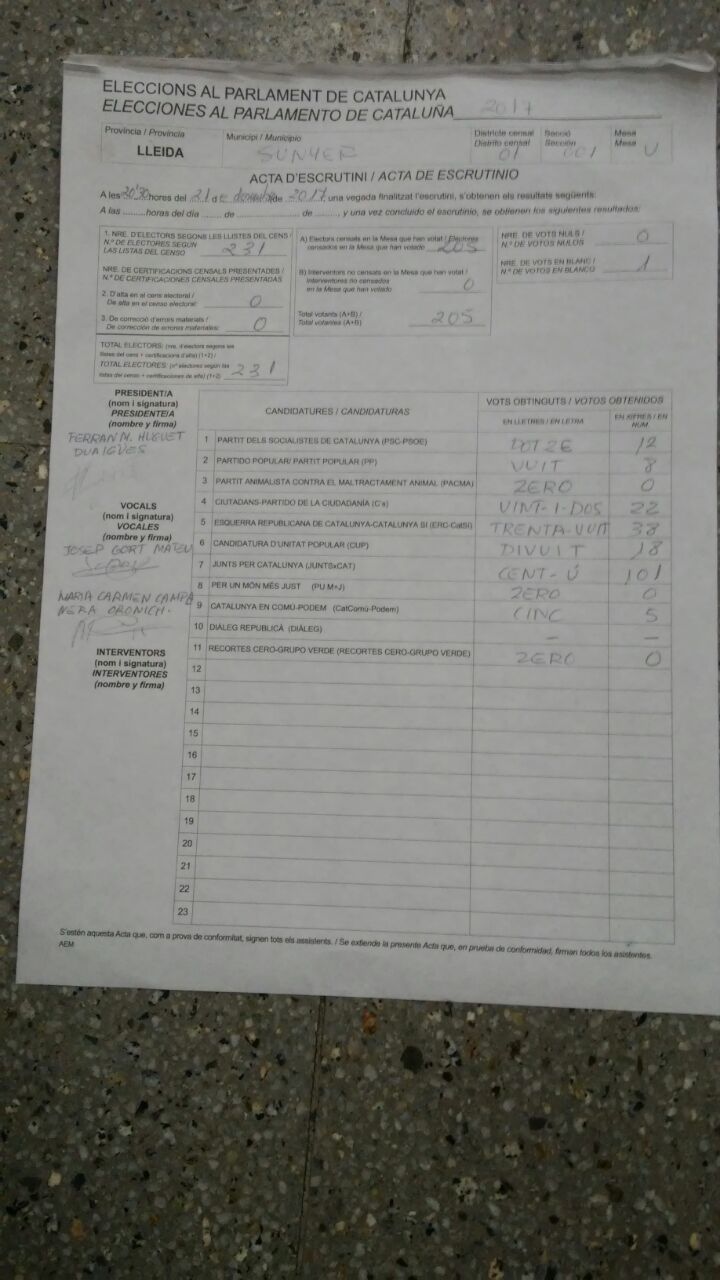 ELECCIONS AL PARLAMENT DE CATALUNYA
ELECCIONES AL PARLAMENTO DE CATALUÑA 2017
Província / Provincia
LLEIDA
Municipi / Municipio
SUNYER
Districte censal
Distrito censal
01
Secció
Sección
001
Mesa
Mesa
U
ACTA D'ESCRUTINI / ACTA DE ESCRUTINIO
A les 20'30 hores del 21 de desembre de 2017, una vegada finalitzat l'escrutini, s'obtenen els resultats següents:
A las ......... horas del día ....... de ................ de ........, y una vez concluido el escrutinio, se obtienen los siguientes resultados:
1. NRE. D'ELECTORS SEGONS LES LLISTES DEL CENS /
N.º DE ELECTORES SEGÚN
LAS LISTAS DEL CENSO 231
NRE. DE CERTIFICACIONS CENSALS PRESENTADES /
N.º DE CERTIFICACIONES CENSALES PRESENTADAS
2. D'alta en el cens electoral /
De alta en el censo electoral: 0
3. De correcció d'errors materials /
De corrección de errores materiales: 0
TOTAL ELECTORS: (nre. d'electors segons les
llistes del cens + certificacions d'alta) (1+2) /
TOTAL ELECTORES: (nº electores según las
listas del censo + certificaciones de alta) (1+2) 231
A) Electors censats en la Mesa que han votat / Electores
censados en la Mesa que han votado 205
B) Interventors no censats en la Mesa que han votat /
Interventores no censados
en la Mesa que han votado 0
Total votants (A+B) /
Total votantes (A+B) 205
NRE. DE VOTS NULS /
N.º DE VOTOS NULOS 0
NRE. DE VOTS EN BLANC /
N.º DE VOTOS EN BLANCO 1
PRESIDENT/A
(nom i signatura)
PRESIDENTE/A
(nombre y firma)
FERRAN M. HUGUET
DUAIGÜES
VOCALS
(nom i signatura)
VOCALES
(nombre y firma)
JOSEP GORT MATEU
MARIA CARMEN CAMPA
NERA ORONICH.
INTERVENTORS
(nom i signatura)
INTERVENTORES
(nombre y firma)
CANDIDATURES / CANDIDATURAS
VOTS OBTINGUTS / VOTOS OBTENIDOS
EN LLETRES / EN LETRA
EN XIFRES / EN NÚM.
1 PARTIT DELS SOCIALISTES DE CATALUNYA (PSC-PSOE) DOTZE 12
2 PARTIDO POPULAR/ PARTIT POPULAR (PP) VUIT 8
3 PARTIT ANIMALISTA CONTRA EL MALTRACTAMENT ANIMAL (PACMA) ZERO 0
4 CIUTADANS-PARTIDO DE LA CIUDADANÍA (C's) VINT-I-DOS 22
5 ESQUERRA REPUBLICANA DE CATALUNYA-CATALUNYA SÍ (ERC-CatSí) TRENTA-VUIT 38
6 CANDIDATURA D'UNITAT POPULAR (CUP) DIVUIT 18
7 JUNTS PER CATALUNYA (JUNTSxCAT) CENT-Ú 101
8 PER UN MÓN MÉS JUST (PU M+J) ZERO 0
9 CATALUNYA EN COMÚ-PODEM (CatComú-Podem) CINC 5
10 DIÀLEG REPUBLICÀ (DIÀLEG) – –
11 RECORTES CERO-GRUPO VERDE (RECORTES CERO-GRUPO VERDE) ZERO 0
12
13
14
15
16
17
18
19
20
21
22
23
S'estén aquesta Acta que, com a prova de conformitat, signen tots els assistents. / Se extiende la presente Acta que, en prueba de conformidad, firman todos los asistentes.
AEM